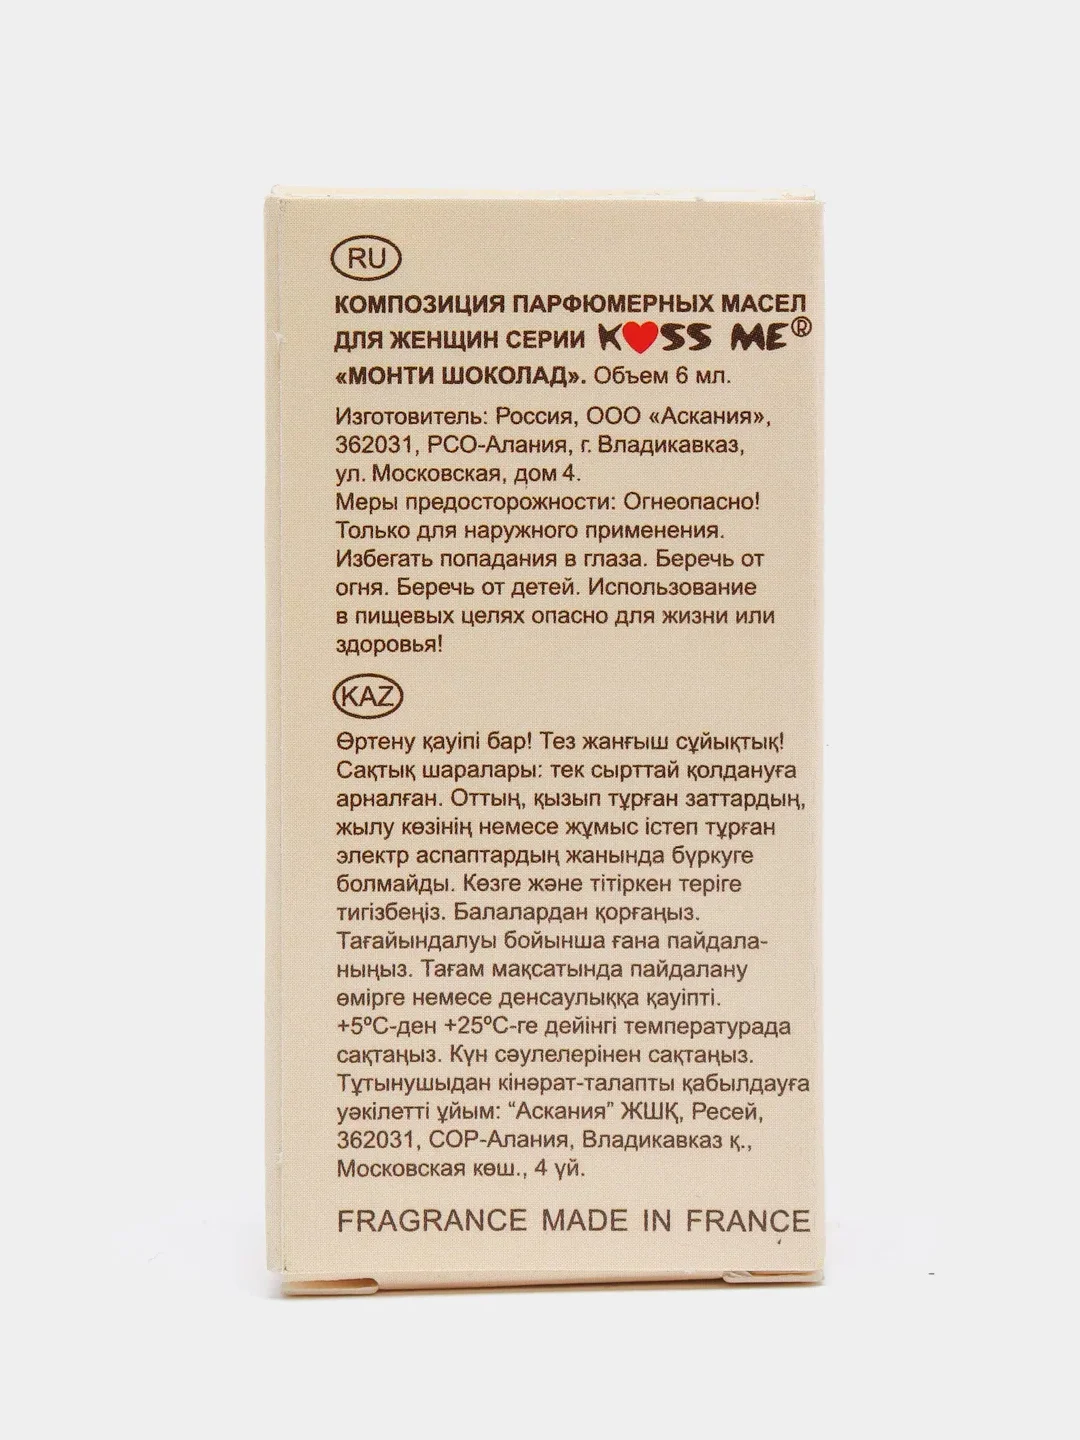 RU
КОМПОЗИЦИЯ ПАРФЮМЕРНЫХ МАСЕЛ
ДЛЯ ЖЕНЩИН СЕРИИ K♥SS ME®
«МОНТИ ШОКОЛАД». Объем 6 мл.
Изготовитель: Россия, ООО «Аскания»,
362031, РСО-Алания, г. Владикавказ,
ул. Московская, дом 4.
Меры предосторожности: Огнеопасно!
Только для наружного применения.
Избегать попадания в глаза. Беречь от
огня. Беречь от детей. Использование
в пищевых целях опасно для жизни или
здоровья!
KAZ
Өртену қауіпі бар! Тез жанғыш сұйықтық!
Сақтық шаралары: тек сырттай қолдануға
арналған. Оттың, қызып тұрған заттардың,
жылу көзінің немесе жұмыс істеп тұрған
электр аспаптардың жанында бүркуге
болмайды. Көзге және тітіркен теріге
тигізбеңіз. Балалардан қорғаңыз.
Тағайындалуы бойынша ғана пайдала-
ныңыз. Тағам мақсатында пайдалану
өмірге немесе денсаулыққа қауіпті.
+5ºС-ден +25ºС-ге дейінгі температурада
сақтаңыз. Күн сәулелерінен сақтаңыз.
Тұтынушыдан кінәрат-талапты қабылдауға
уәкілетті ұйым: “Аскания” ЖШҚ, Ресей,
362031, СОР-Алания, Владикавказ қ.,
Московская көш., 4 үй.
FRAGRANCE MADE IN FRANCE